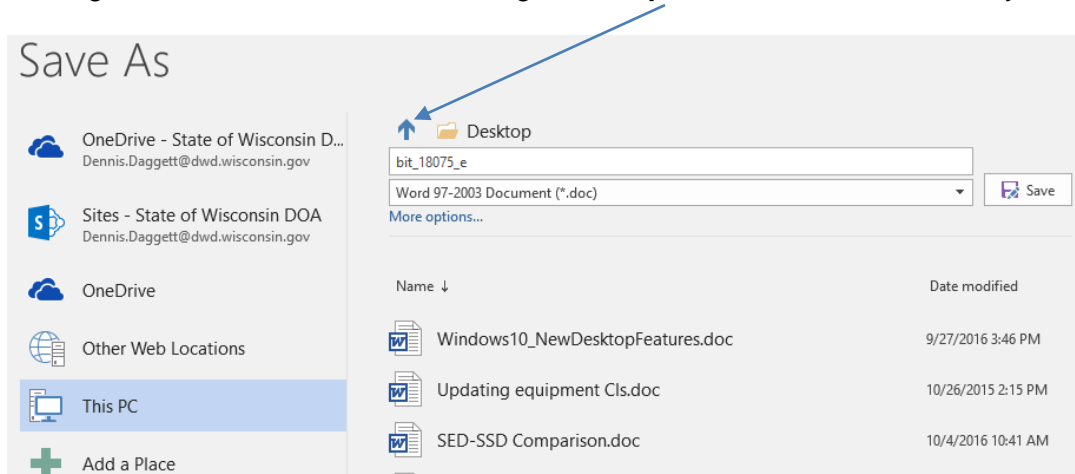 Save As
OneDrive - State of Wisconsin D...
Dennis.Daggett@dwd.wisconsin.gov
Sites - State of Wisconsin DOA
Dennis.Daggett@dwd.wisconsin.gov
OneDrive
Other Web Locations
This PC
Add a Place
Desktop
bit_18075_e
Word 97-2003 Document (*.doc)
Save
More options...
Name ↓ Date modified
Windows10_NewDesktopFeatures.doc 9/27/2016 3:46 PM
Updating equipment CIs.doc 10/26/2015 2:15 PM
SED-SSD Comparison.doc 10/4/2016 10:41 AM